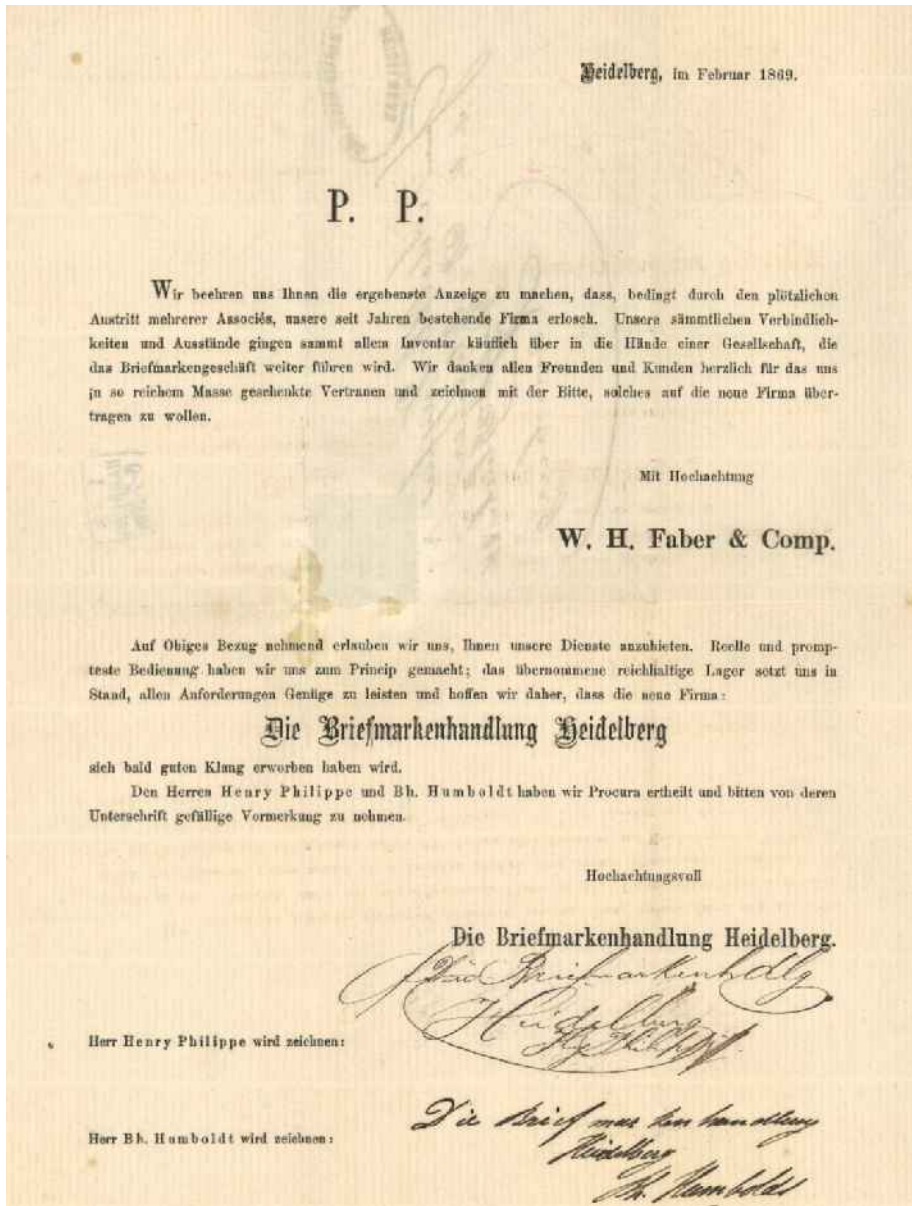 Heidelberg, im Februar 1869.
P. P.
Wir beehren uns Ihnen die ergebenste Anzeige zu machen, dass, bedingt durch den plötzlichen
Austritt mehrerer Associés, unsere seit Jahren bestehende Firma erlosch. Unsere sämmtlichen Verbindlich-
keiten und Ausstände gingen sammt allem Inventar käuflich über in die Hände einer Gesellschaft, die
das Briefmarkengeschäft weiter führen wird. Wir danken allen Freunden und Kunden herzlich für das uns
in so reichem Masse geschenkte Vertrauen und zeichnen mit der Bitte, solches auf die neue Firma über-
tragen zu wollen.
Mit Hochachtung
W. H. Faber & Comp.
Auf Obiges Bezug nehmend erlauben wir uns, Ihnen unsere Dienste anzubieten. Reelle und promp-
teste Bedienung haben wir uns zum Princip gemacht; das übernommene reichhaltige Lager setzt uns in
Stand, allen Anforderungen Genüge zu leisten und hoffen wir daher, dass die neue Firma:
Die Briefmarkenhandlung Heidelberg
sich bald guten Klang erworben haben wird.
Den Herren Henry Philippe und Bh. Humboldt haben wir Procura ertheilt und bitten von deren
Unterschrift gefällige Vormerkung zu nehmen.
Hochachtungsvoll
Die Briefmarkenhandlung Heidelberg.
Die Briefmarkenhdlg
Heidelberg
Herr Henry Philippe wird zeichnen:
Die Briefmarkenhandlung
Herr Bh. Humboldt wird zeichnen:
Heidelberg
Bh. Humboldt